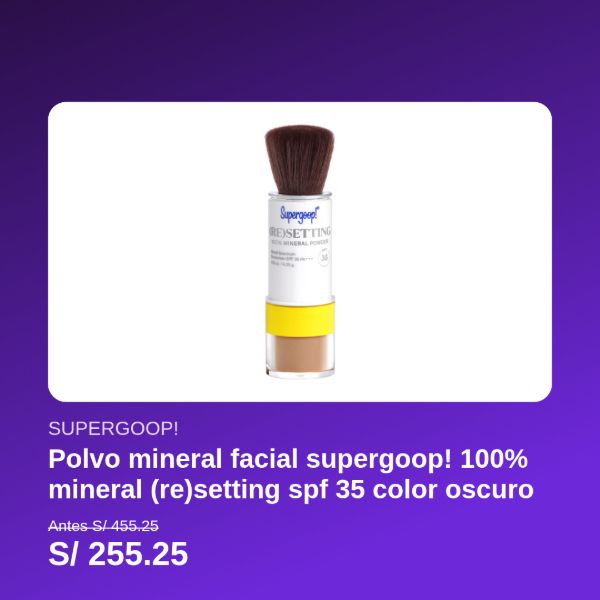 Supergoop!
(RE)SETTING
100% MINERAL POWDER
SPF
35
SUPERGOOP!
Polvo mineral facial supergoop! 100%
mineral (re)setting spf 35 color oscuro
Antes S/ 455.25
S/ 255.25